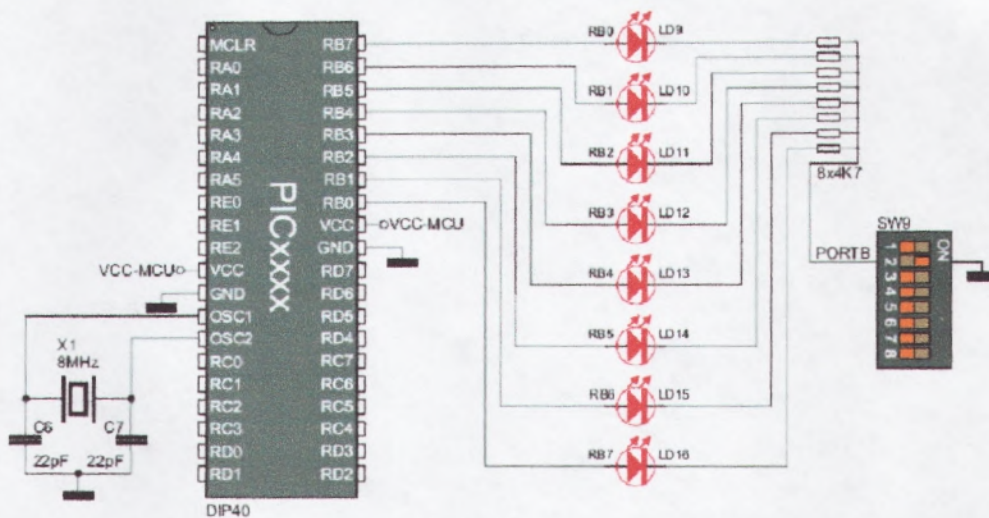 MCLR RB7
RA0 RB6
RA1 RB5
RA2 RB4
RA3 RB3
RA4 RB2
RA5 RB1
RE0 RB0
RE1 VCC
RE2 GND
VCC RD7
GND RD6
OSC1 RD5
OSC2 RD4
RC0 RC7
RC1 RC6
RC2 RC5
RC3 RC4
RD0 RD3
RD1 RD2
PICxxxx
DIP40
VCC-MCU
VCC-MCU
X1
8MHz
C6 C7
22pF 22pF
RB0 LD9
RB1 LD10
RB2 LD11
RB3 LD12
RB4 LD13
RB5 LD14
RB6 LD15
RB7 LD16
8x4K7
SW9
PORTB
ON
1
2
3
4
5
6
7
8